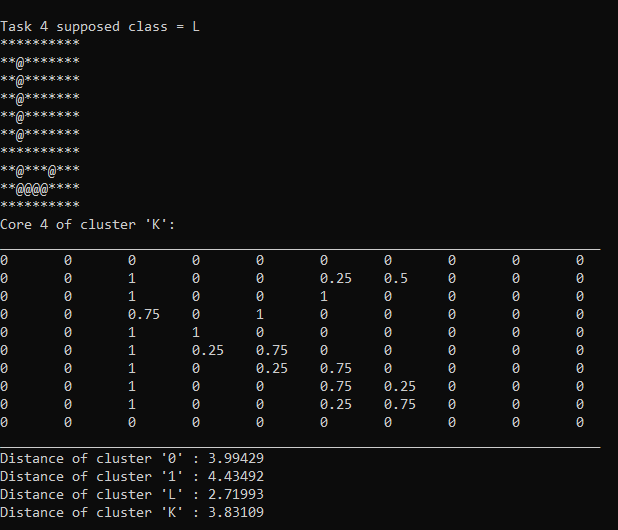 Task 4 supposed class = L
**********
**@*******
**@*******
**@*******
**@*******
**@*******
**********
**@***@***
**@@@@****
**********
Core 4 of cluster 'K':
0 0 0 0 0 0 0 0 0 0
0 0 1 0 0 0.25 0.5 0 0 0
0 0 1 0 0 1 0 0 0 0
0 0 0.75 0 1 0 0 0 0 0
0 0 1 1 0 0 0 0 0 0
0 0 1 0.25 0.75 0 0 0 0 0
0 0 1 0 0.25 0.75 0 0 0 0
0 0 1 0 0 0.75 0.25 0 0 0
0 0 1 0 0 0.25 0.75 0 0 0
0 0 0 0 0 0 0 0 0 0
Distance of cluster '0' : 3.99429
Distance of cluster '1' : 4.43492
Distance of cluster 'L' : 2.71993
Distance of cluster 'K' : 3.83109